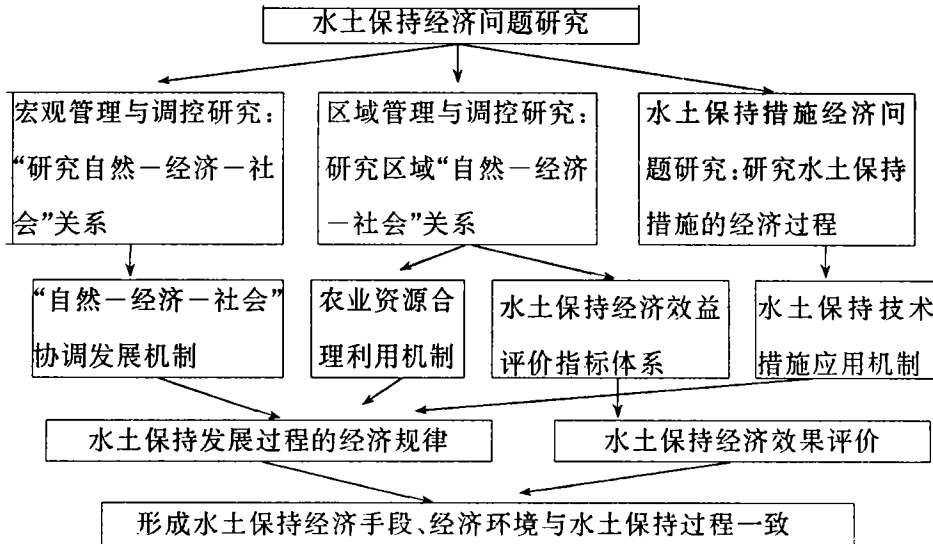 水土保持经济问题研究
宏观管理与调控研究：
“研究自然－经济－社
会”关系
区域管理与调控研究：
研究区域“自然－经济
－社会”关系
水土保持措施经济问
题研究：研究水土保持
措施的经济过程
“自然－经济－社会”
协调发展机制
农业资源合
理利用机制
水土保持经济效益
评价指标体系
水土保持技术
措施应用机制
水土保持发展过程的经济规律
水土保持经济效果评价
形成水土保持经济手段、经济环境与水土保持过程一致